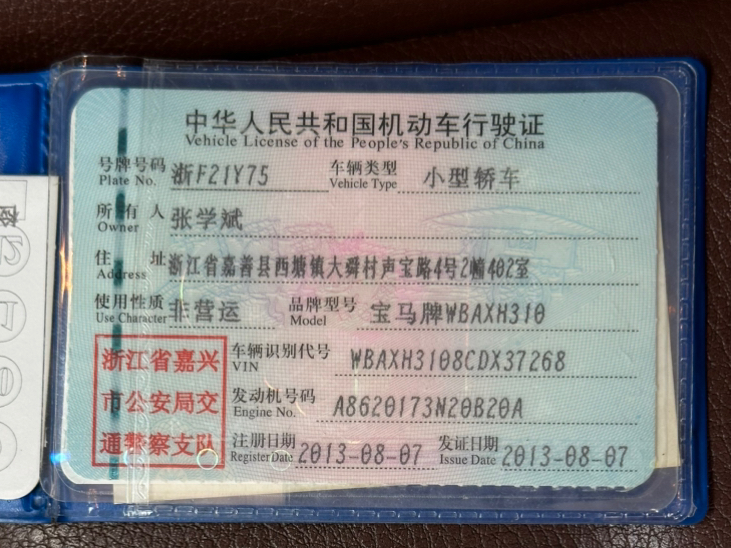 中华人民共和国机动车行驶证
Vehicle License of the People's Republic of China
号牌号码 浙F21Y75 车辆类型 小型轿车
Plate No. Vehicle Type
所有人 张学斌
Owner
住址 浙江省嘉善县西塘镇大舜村声宝路4号2幢402室
Address
使用性质 非营运 品牌型号 宝马牌WBAXH310
Use Character Model
浙江省嘉兴
市公安局交
通警察支队
车辆识别代号 WBAXH3108CDX37268
VIN
发动机号码 A8620173N20B20A
Engine No.
注册日期 2013-08-07 发证日期 2013-08-07
Register Date Issue Date